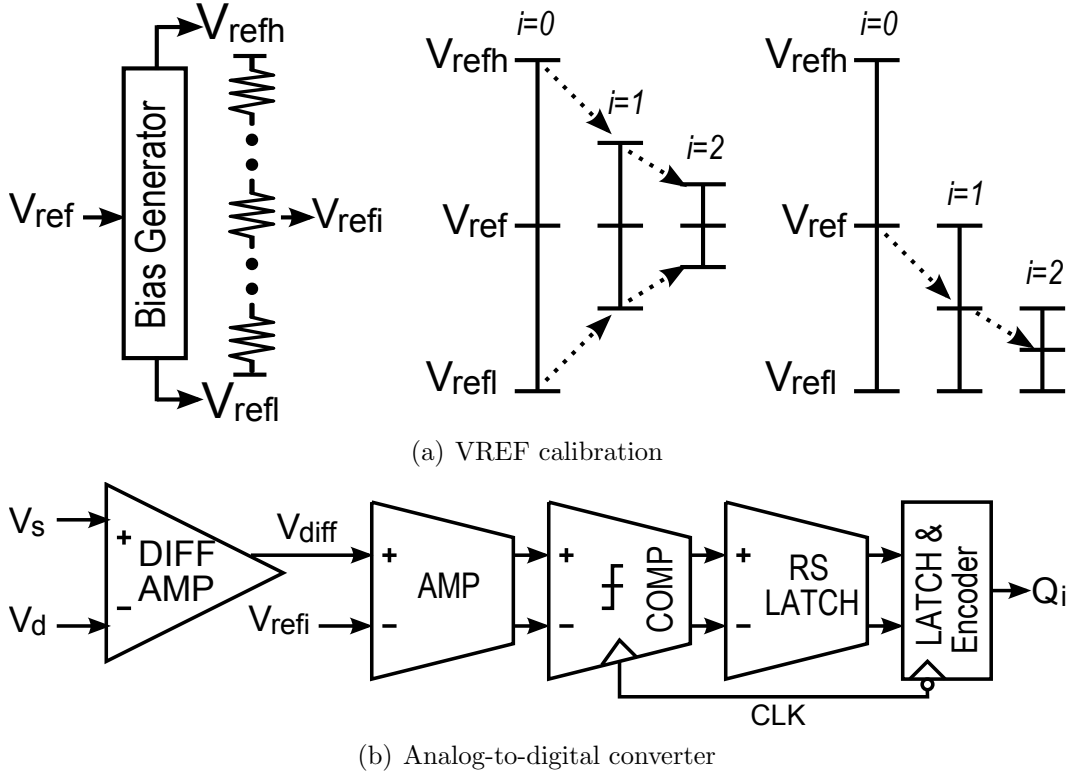 Vrefh
Bias Generator
Vref
Vrefi
Vrefl
i=0
Vrefh
i=1
i=2
Vref
Vrefl
i=0
Vrefh
i=1
Vref
i=2
Vrefl
(a) VREF calibration
Vs
+
DIFF
AMP
−
Vd
Vdiff
Vrefi
+
AMP
−
+
COMP
−
+
RS
LATCH
−
LATCH &
Encoder
Qi
CLK
(b) Analog-to-digital converter